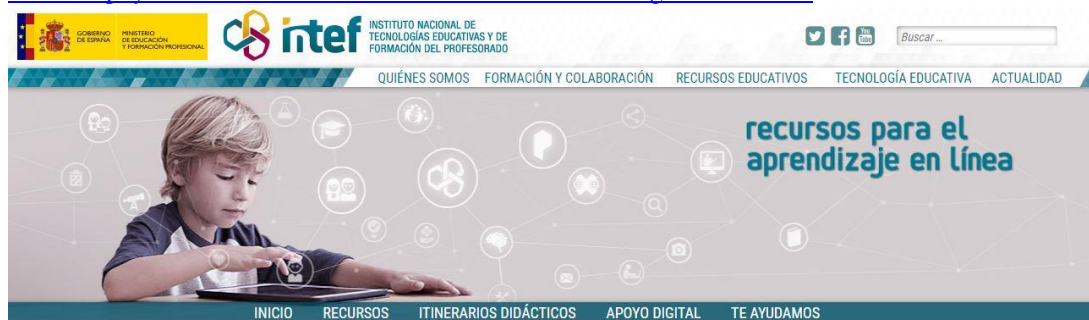 GOBIERNO
DE ESPAÑA
MINISTERIO
DE EDUCACIÓN
Y FORMACIÓN PROFESIONAL
intef
INSTITUTO NACIONAL DE
TECNOLOGÍAS EDUCATIVAS Y DE
FORMACIÓN DEL PROFESORADO
You
Tube
Buscar ...
QUIÉNES SOMOS FORMACIÓN Y COLABORACIÓN RECURSOS EDUCATIVOS TECNOLOGÍA EDUCATIVA ACTUALIDAD
recursos para el
aprendizaje en línea
INICIO RECURSOS ITINERARIOS DIDÁCTICOS APOYO DIGITAL TE AYUDAMOS